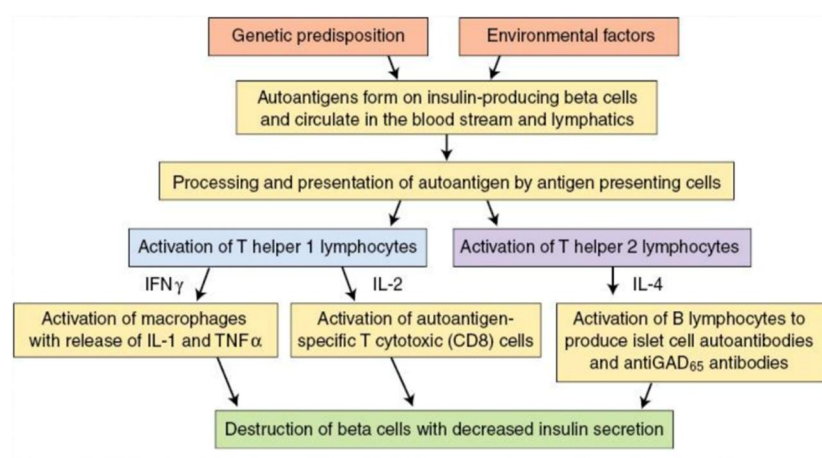 Genetic predisposition
Environmental factors
Autoantigens form on insulin-producing beta cells
and circulate in the blood stream and lymphatics
Processing and presentation of autoantigen by antigen presenting cells
Activation of T helper 1 lymphocytes
Activation of T helper 2 lymphocytes
IFNγ
IL-2
IL-4
Activation of macrophages
with release of IL-1 and TNFα
Activation of autoantigen-
specific T cytotoxic (CD8) cells
Activation of B lymphocytes to
produce islet cell autoantibodies
and antiGAD₆₅ antibodies
Destruction of beta cells with decreased insulin secretion